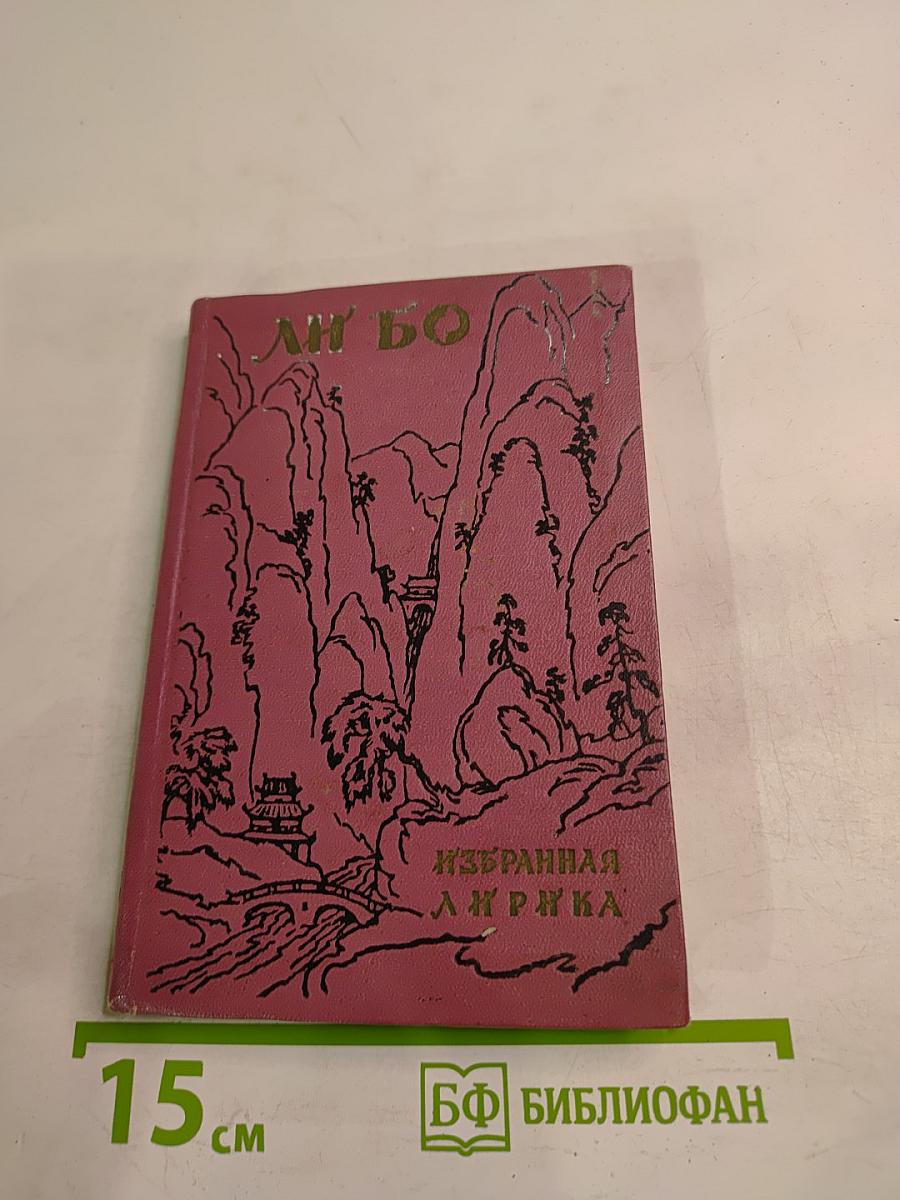 ЛИ БО
ИЗБРАННАЯ
ЛИРИКА
15 см
БФ БИБЛИОФАН